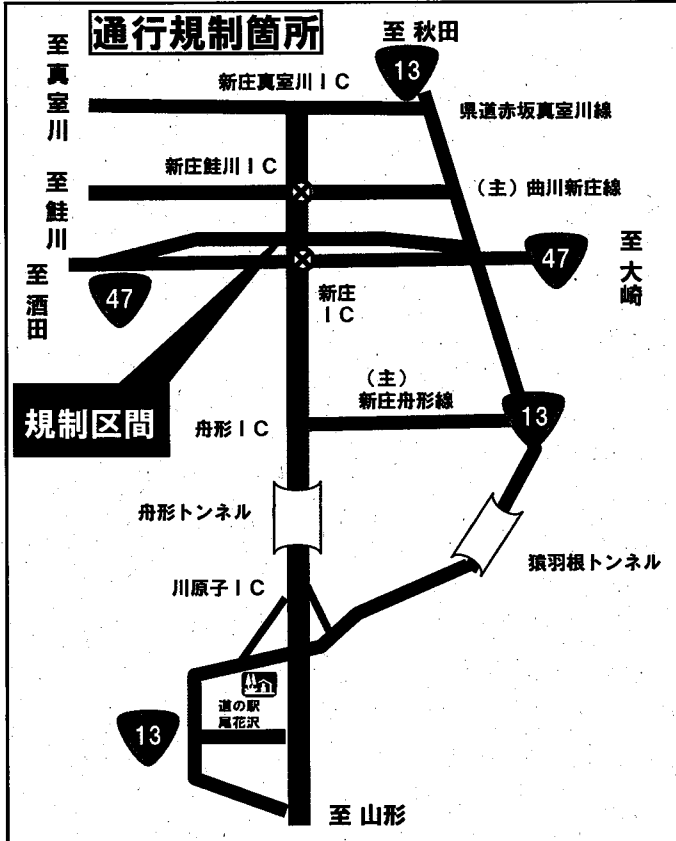 通行規制箇所
至 秋田
至真室川
13
新庄真室川ＩＣ
県道赤坂真室川線
新庄鮭川ＩＣ
至鮭川
（主）曲川新庄線
至酒田
47
新庄
ＩＣ
47
至大崎
規制区間
（主）
新庄舟形線
舟形ＩＣ
13
舟形トンネル
猿羽根トンネル
川原子ＩＣ
道の駅
尾花沢
13
至 山形